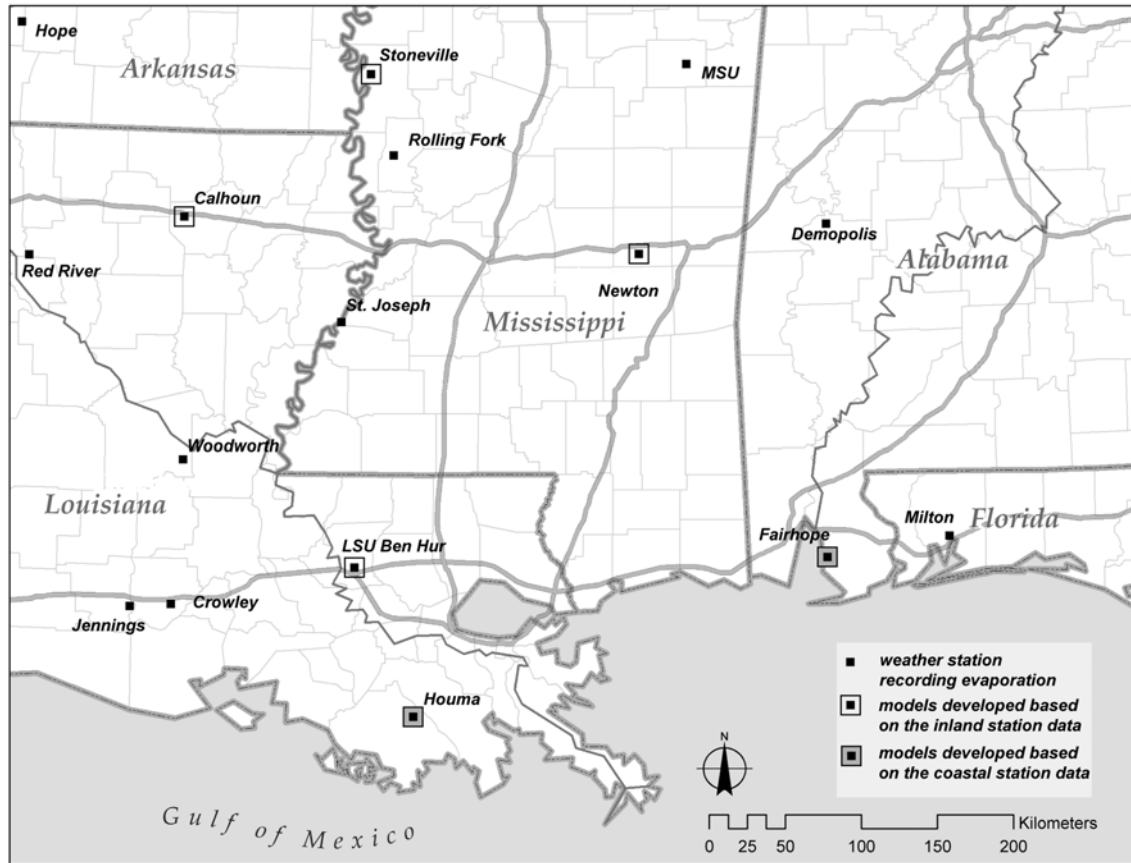 Hope
Arkansas
Stoneville
MSU
Rolling Fork
Calhoun
Red River
Demopolis
Alabama
Newton
St. Joseph
Mississippi
Woodworth
Louisiana
LSU Ben Hur
Fairhope
Milton
Florida
Crowley
Jennings
Houma
weather station
recording evaporation
models developed based
on the inland station data
models developed based
on the coastal station data
N
Gulf of Mexico
Kilometers
0 25 50 100 150 200